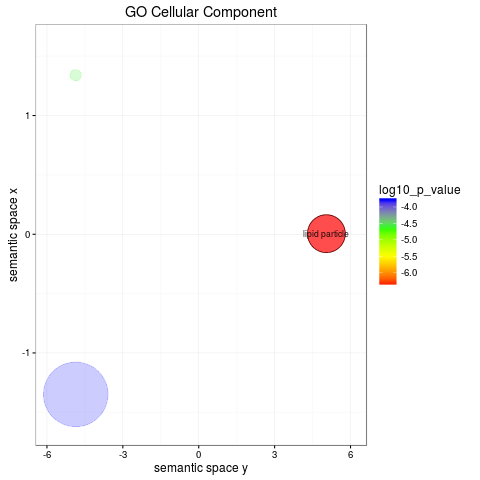 GO Cellular Component
semantic space x
1
0
-1
lipid particle
-6
-3
0
3
6
semantic space y
log10_p_value
-4.0
-4.5
-5.0
-5.5
-6.0